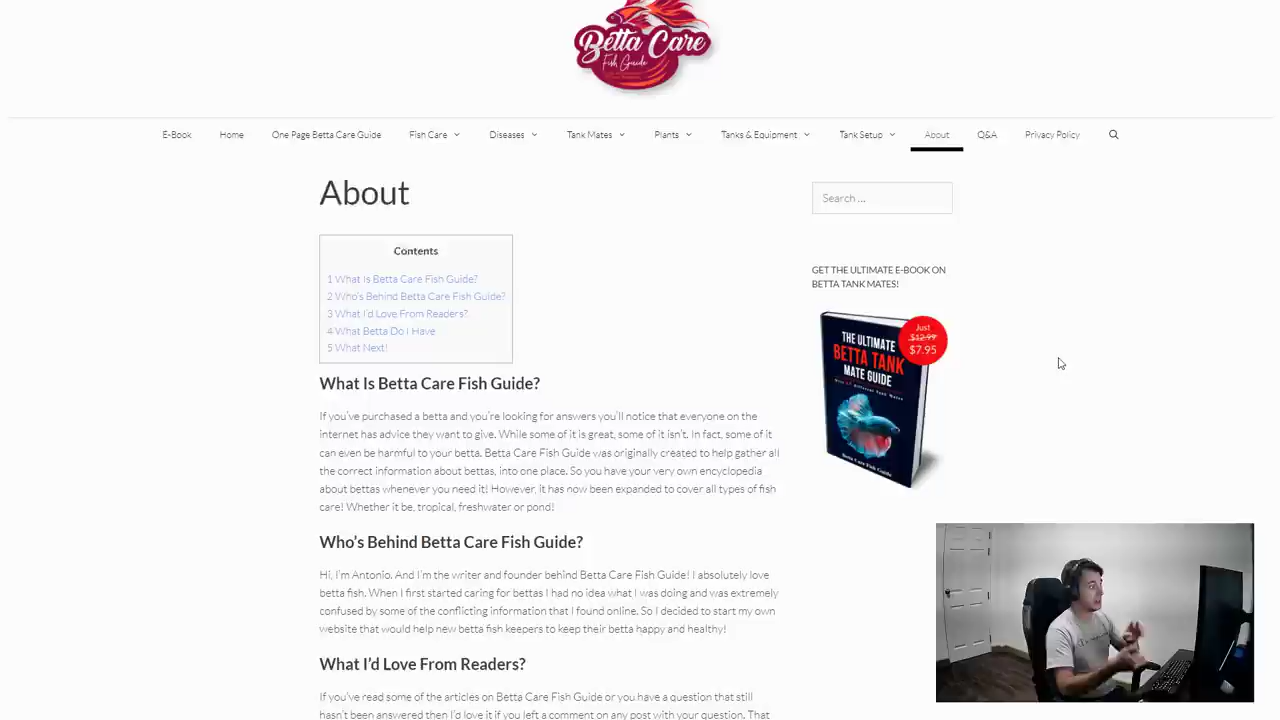 Betta Care
Fish Guide
E-Book Home One Page Betta Care Guide Fish Care Diseases Tank Mates Plants Tanks & Equipment Tank Setup About Q&A Privacy Policy
About
Contents
1 What Is Betta Care Fish Guide?
2 Who's Behind Betta Care Fish Guide?
3 What I'd Love From Readers?
4 What Betta Do I Have
5 What Next!
What Is Betta Care Fish Guide?
If you've purchased a betta and you're looking for answers you'll notice that everyone on the
internet has advice they want to give. While some of it is great, some of it isn't. In fact, some of it
can even be harmful to your betta. Betta Care Fish Guide was originally created to help gather all
the correct information about bettas, into one place. So you have your very own encyclopedia
about bettas whenever you need it! However, it has now been expanded to cover all types of fish
care! Whether it be, tropical, freshwater or pond!
Who's Behind Betta Care Fish Guide?
Hi, I'm Antonio. And I'm the writer and founder behind Betta Care Fish Guide! I absolutely love
betta fish. When I first started caring for bettas I had no idea what I was doing and was extremely
confused by some of the conflicting information that I found online. So I decided to start my own
website that would help new betta fish keepers to keep their betta happy and healthy!
What I'd Love From Readers?
If you've read some of the articles on Betta Care Fish Guide or you have a question that still
hasn't been answered then I'd love it if you left a comment on any post with your question. That
Search ...
GET THE ULTIMATE E-BOOK ON
BETTA TANK MATES!
Just
$12.99
$7.95
THE ULTIMATE
BETTA TANK
MATE GUIDE
Betta Care Fish Guide